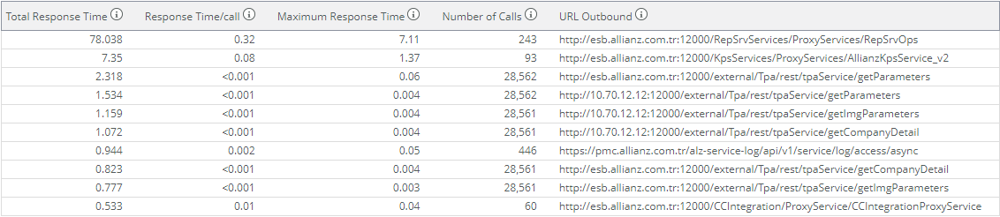 Total Response Time Response Time/call Maximum Response Time Number of Calls URL Outbound
78.038 0.32 7.11 243 http://esb.allianz.com.tr:12000/RepSrvServices/ProxyServices/RepSrvOps
7.35 0.08 1.37 93 http://esb.allianz.com.tr:12000/KpsServices/ProxyServices/AllianzKpsService_v2
2.318 <0.001 0.06 28,562 http://esb.allianz.com.tr:12000/external/Tpa/rest/tpaService/getParameters
1.534 <0.001 0.004 28,562 http://10.70.12.12:12000/external/Tpa/rest/tpaService/getParameters
1.159 <0.001 0.004 28,561 http://10.70.12.12:12000/external/Tpa/rest/tpaService/getImgParameters
1.072 <0.001 0.004 28,561 http://10.70.12.12:12000/external/Tpa/rest/tpaService/getCompanyDetail
0.944 0.002 0.05 446 https://pmc.allianz.com.tr/alz-service-log/api/v1/service/log/access/async
0.823 <0.001 0.004 28,561 http://esb.allianz.com.tr:12000/external/Tpa/rest/tpaService/getCompanyDetail
0.777 <0.001 0.003 28,561 http://esb.allianz.com.tr:12000/external/Tpa/rest/tpaService/getImgParameters
0.533 0.01 0.04 60 http://esb.allianz.com.tr:12000/CCIntegration/ProxyService/CCIntegrationProxyService